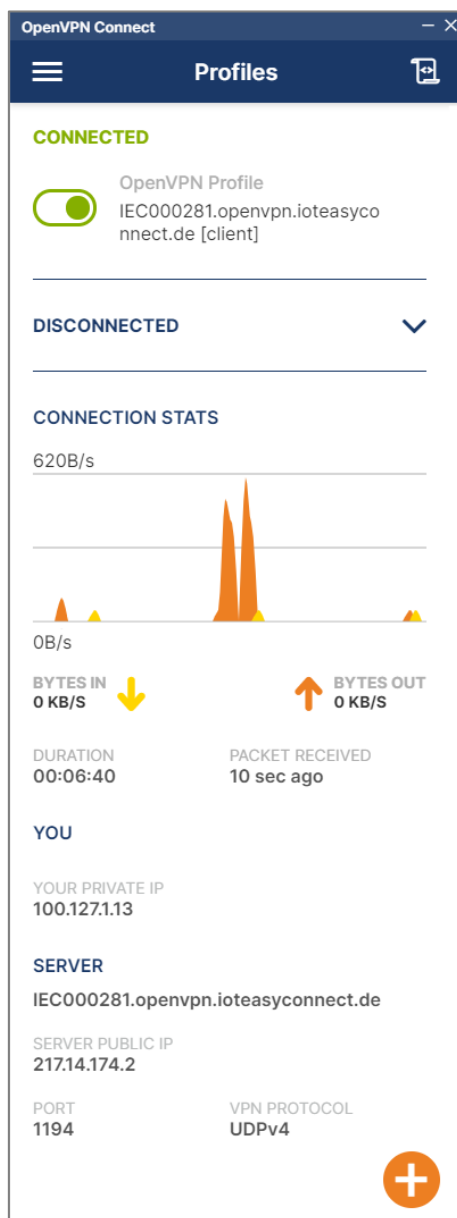 OpenVPN Connect
Profiles
CONNECTED
OpenVPN Profile
IEC000281.openvpn.ioteasyco
nnect.de [client]
DISCONNECTED
CONNECTION STATS
620B/s
0B/s
BYTES IN
0 KB/S
BYTES OUT
0 KB/S
DURATION
00:06:40
PACKET RECEIVED
10 sec ago
YOU
YOUR PRIVATE IP
100.127.1.13
SERVER
IEC000281.openvpn.ioteasyconnect.de
SERVER PUBLIC IP
217.14.174.2
PORT
1194
VPN PROTOCOL
UDPv4